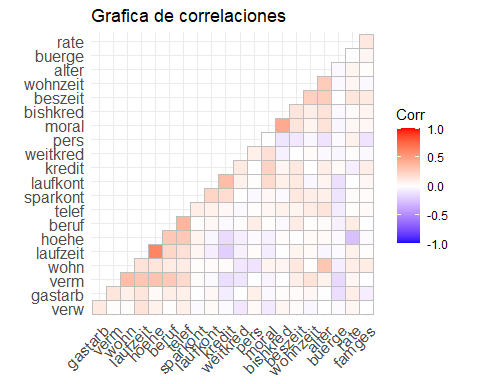 Grafica de correlaciones
rate
buerge
alter
wohnzeit
beszeit
bishkred
moral
pers
weitkred
kredit
laufkont
sparkont
telef
beruf
hoehe
laufzeit
wohn
verm
gastarb
verw
gastarb
verm
wohn
laufzeit
hoehe
beruf
telef
sparkont
laufkont
kredit
weitkred
pers
moral
bishkred
beszeit
wohnzeit
alter
buerge
rate
famges
Corr
1.0
0.5
0.0
-0.5
-1.0